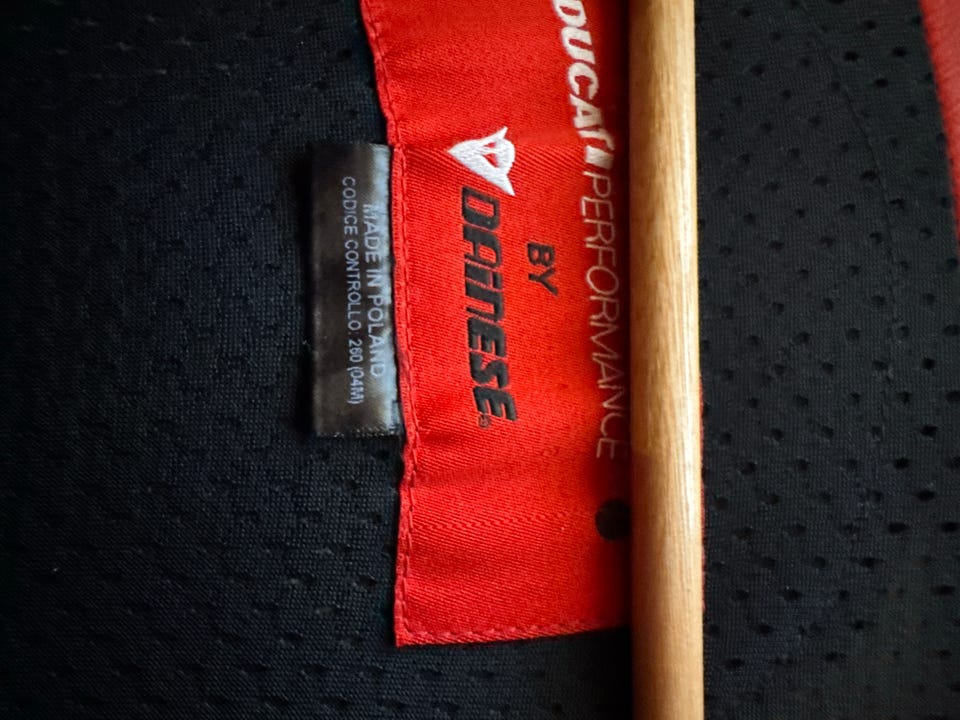 DUCATI PERFORMANCE
BY
DAINESE®
MADE IN POLAND
CODICE CONTROLLO: 260 (04M)